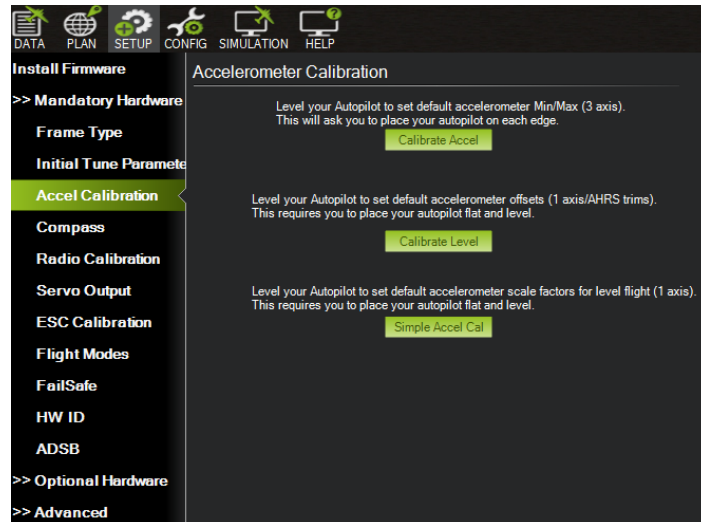 DATA PLAN SETUP CONFIG SIMULATION HELP
Install Firmware
>> Mandatory Hardware
Frame Type
Initial Tune Paramete
Accel Calibration
Compass
Radio Calibration
Servo Output
ESC Calibration
Flight Modes
FailSafe
HW ID
ADSB
>> Optional Hardware
>> Advanced
Accelerometer Calibration
Level your Autopilot to set default accelerometer Min/Max (3 axis).
This will ask you to place your autopilot on each edge.
Calibrate Accel
Level your Autopilot to set default accelerometer offsets (1 axis/AHRS trims).
This requires you to place your autopilot flat and level.
Calibrate Level
Level your Autopilot to set default accelerometer scale factors for level flight (1 axis).
This requires you to place your autopilot flat and level.
Simple Accel Cal